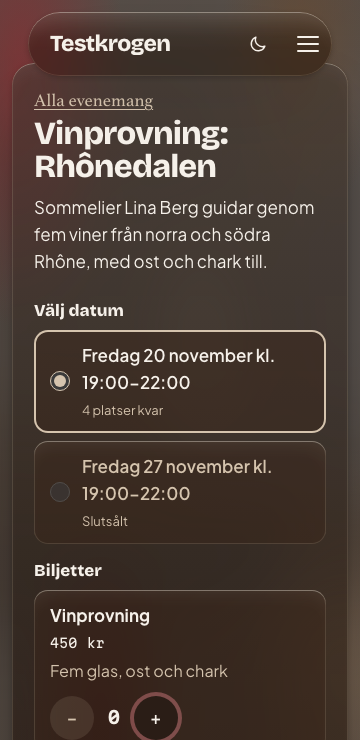 Testkrogen
Alla evenemang
Vinprovning:
Rhônedalen
Sommelier Lina Berg guidar genom
fem viner från norra och södra
Rhône, med ost och chark till.
Välj datum
Fredag 20 november kl.
19:00–22:00
4 platser kvar
Fredag 27 november kl.
19:00–22:00
Slutsålt
Biljetter
Vinprovning
450 kr
Fem glas, ost och chark
– 0 +